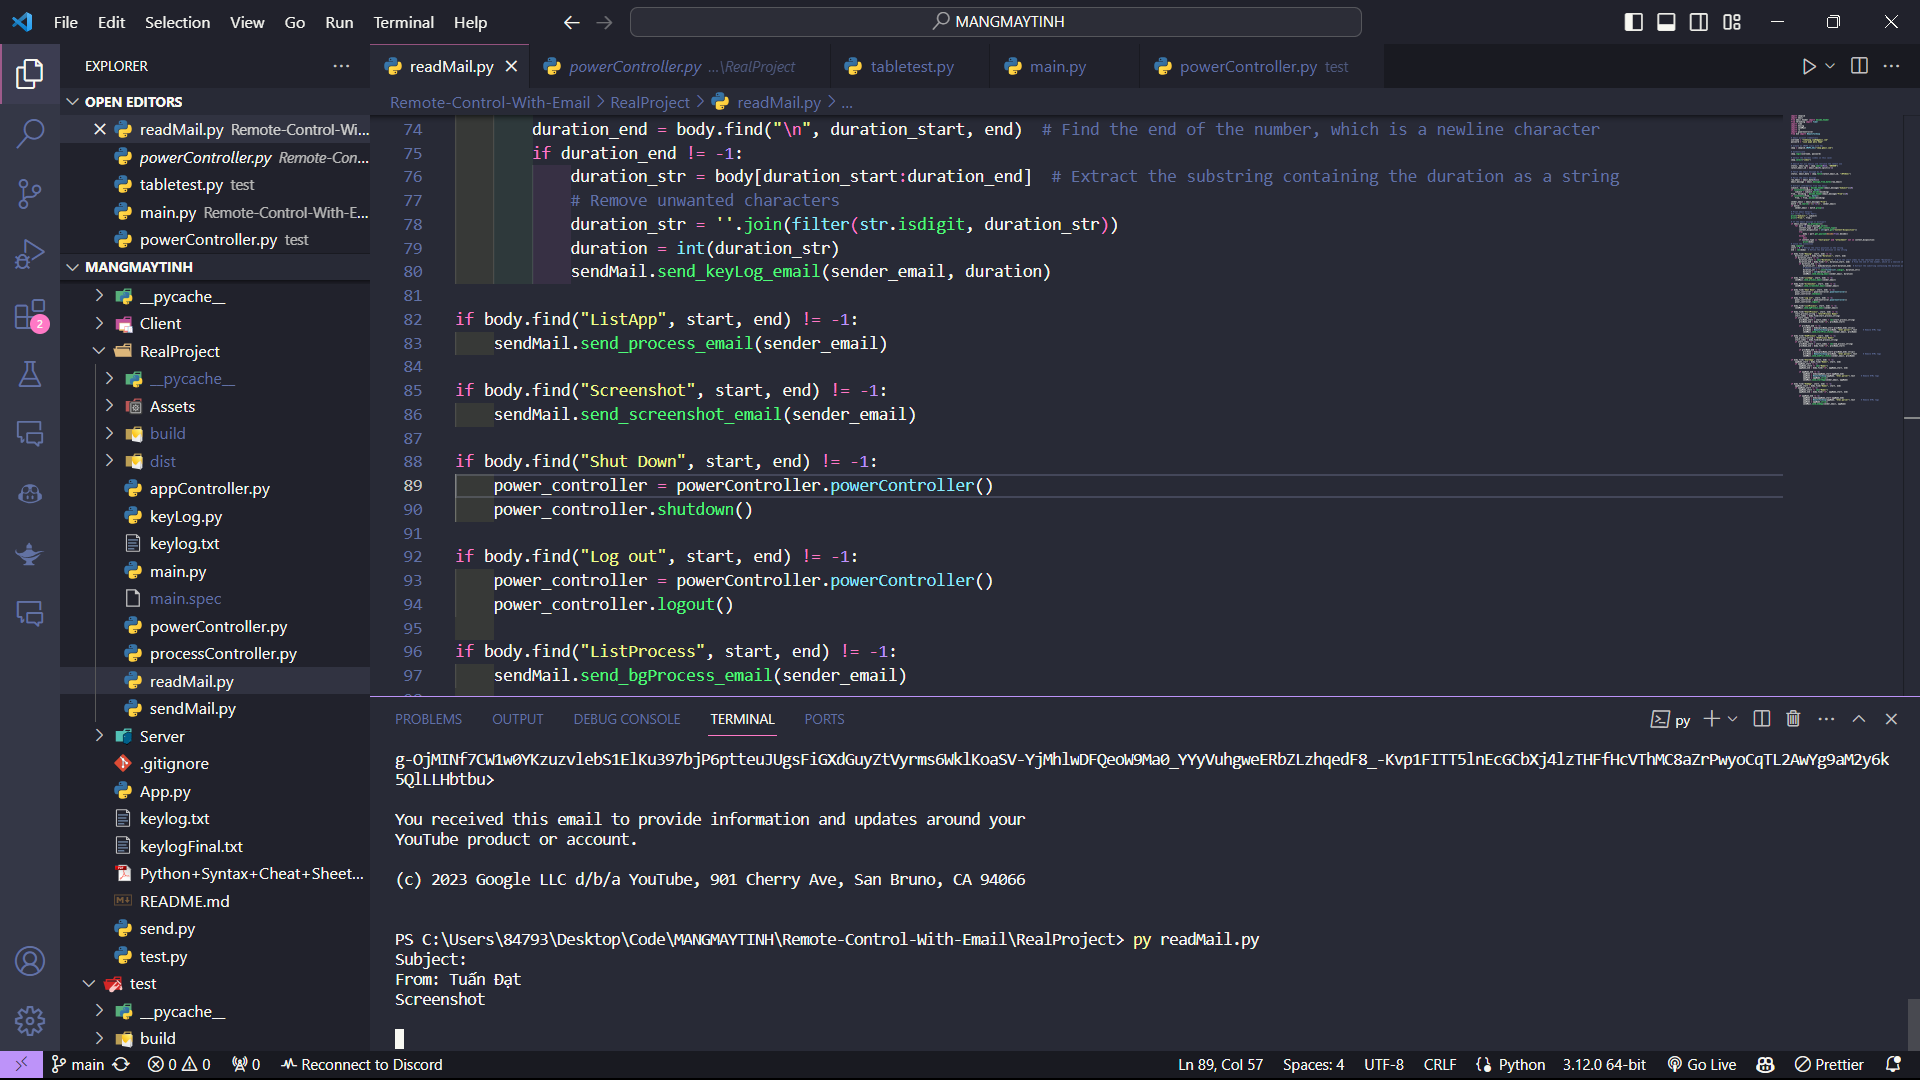 File Edit Selection View Go Run Terminal Help
MANGMAYTINH
EXPLORER
OPEN EDITORS
readMail.py Remote-Control-Wi...
powerController.py Remote-Con...
tabletest.py test
main.py Remote-Control-With-E...
powerController.py test
MANGMAYTINH
__pycache__
Client
RealProject
__pycache__
Assets
build
dist
appController.py
keyLog.py
keylog.txt
main.py
main.spec
powerController.py
processController.py
readMail.py
sendMail.py
Server
.gitignore
App.py
keylog.txt
keylogFinal.txt
Python+Syntax+Cheat+Sheet...
README.md
send.py
test.py
test
__pycache__
build
2
readMail.py
powerController.py ...\RealProject
tabletest.py
main.py
powerController.py test
Remote-Control-With-Email > RealProject > readMail.py > ...
74 duration_end = body.find("\n", duration_start, end) # Find the end of the number, which is a newline character
75 if duration_end != -1:
76 duration_str = body[duration_start:duration_end] # Extract the substring containing the duration as a string
77 # Remove unwanted characters
78 duration_str = ''.join(filter(str.isdigit, duration_str))
79 duration = int(duration_str)
80 sendMail.send_keyLog_email(sender_email, duration)
81
82 if body.find("ListApp", start, end) != -1:
83 sendMail.send_process_email(sender_email)
84
85 if body.find("Screenshot", start, end) != -1:
86 sendMail.send_screenshot_email(sender_email)
87
88 if body.find("Shut Down", start, end) != -1:
89 power_controller = powerController.powerController()
90 power_controller.shutdown()
91
92 if body.find("Log out", start, end) != -1:
93 power_controller = powerController.powerController()
94 power_controller.logout()
95
96 if body.find("ListProcess", start, end) != -1:
97 sendMail.send_bgProcess_email(sender_email)
PROBLEMS OUTPUT DEBUG CONSOLE TERMINAL PORTS
py
g-OjMINf7CW1w0YKzuzvlebS1ElKu397bjP6ptteuJUgsFiGXdGuyZtVyrms6WklKoaSV-YjMhlwDFQeoW9Ma0_YYyVuhgweERbZLzhqedF8_-Kvp1FITT5lnEcGCbXj4lzTHFfHcVThMC8aZrPwyoCqTL2AwYg9aM2y6k
5QlLLHbtbu>
You received this email to provide information and updates around your
YouTube product or account.
(c) 2023 Google LLC d/b/a YouTube, 901 Cherry Ave, San Bruno, CA 94066
PS C:\Users\84793\Desktop\Code\MANGMAYTINH\Remote-Control-With-Email\RealProject> py readMail.py
Subject:
From: Tuấn Đạt
Screenshot
main 0 0 0 Reconnect to Discord
Ln 89, Col 57 Spaces: 4 UTF-8 CRLF Python 3.12.0 64-bit Go Live Prettier